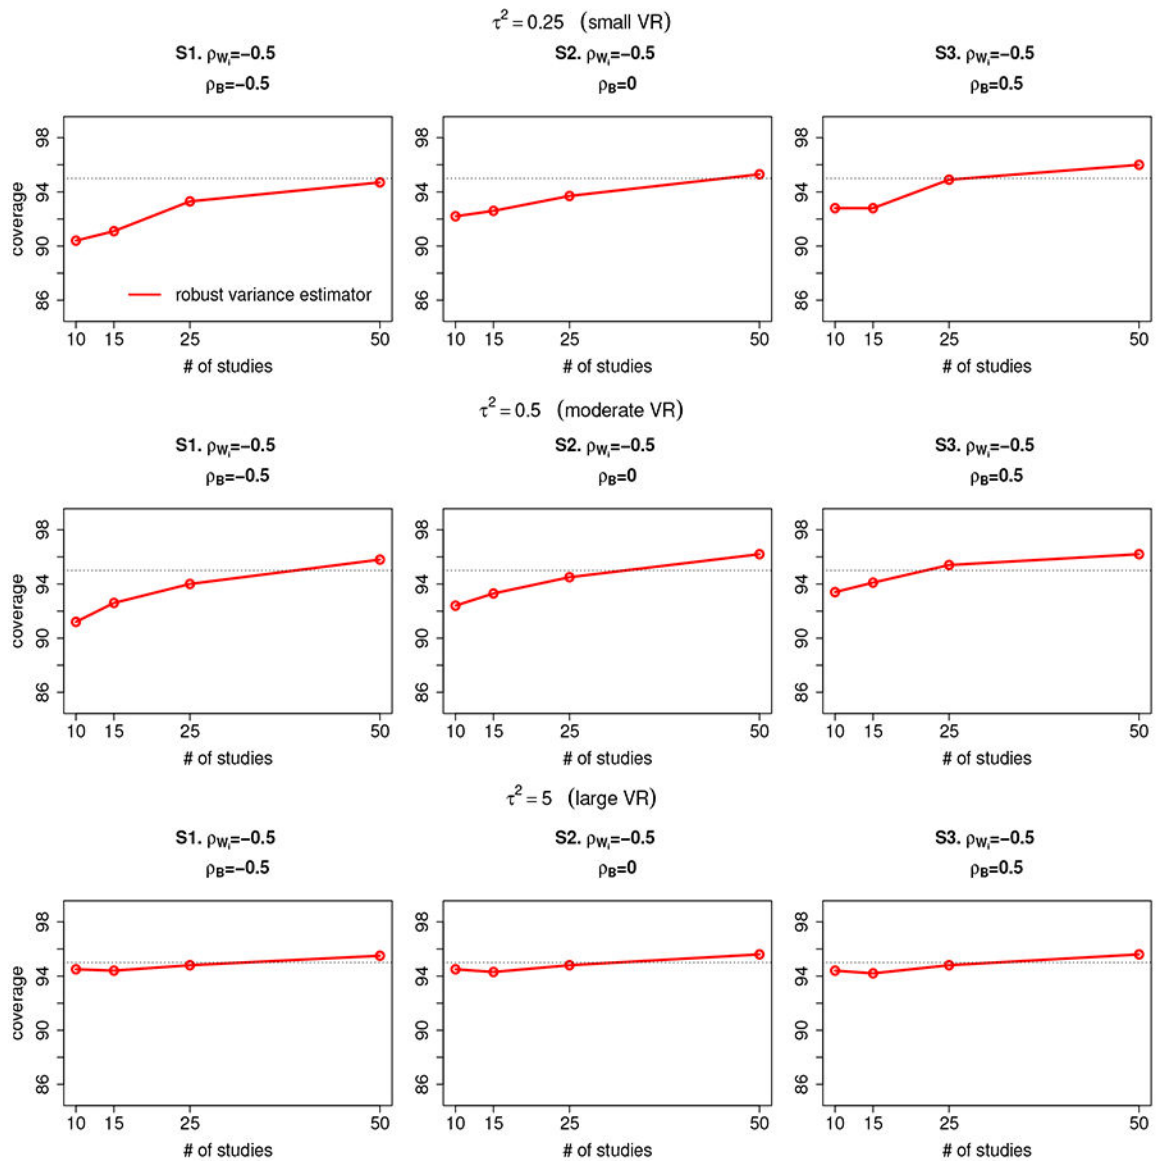 τ² = 0.25 (small VR)
S1. ρWᵢ=−0.5
ρB=−0.5
S2. ρWᵢ=−0.5
ρB=0
S3. ρWᵢ=−0.5
ρB=0.5
coverage
98
94
90
86
robust variance estimator
10 15 25 50
10 15 25 50
10 15 25 50
98
94
90
86
98
94
90
86
# of studies
# of studies
# of studies
τ² = 0.5 (moderate VR)
S1. ρWᵢ=−0.5
ρB=−0.5
S2. ρWᵢ=−0.5
ρB=0
S3. ρWᵢ=−0.5
ρB=0.5
coverage
98
94
90
86
98
94
90
86
98
94
90
86
10 15 25 50
10 15 25 50
10 15 25 50
# of studies
# of studies
# of studies
τ² = 5 (large VR)
S1. ρWᵢ=−0.5
ρB=−0.5
S2. ρWᵢ=−0.5
ρB=0
S3. ρWᵢ=−0.5
ρB=0.5
coverage
98
94
90
86
98
94
90
86
98
94
90
86
10 15 25 50
10 15 25 50
10 15 25 50
# of studies
# of studies
# of studies